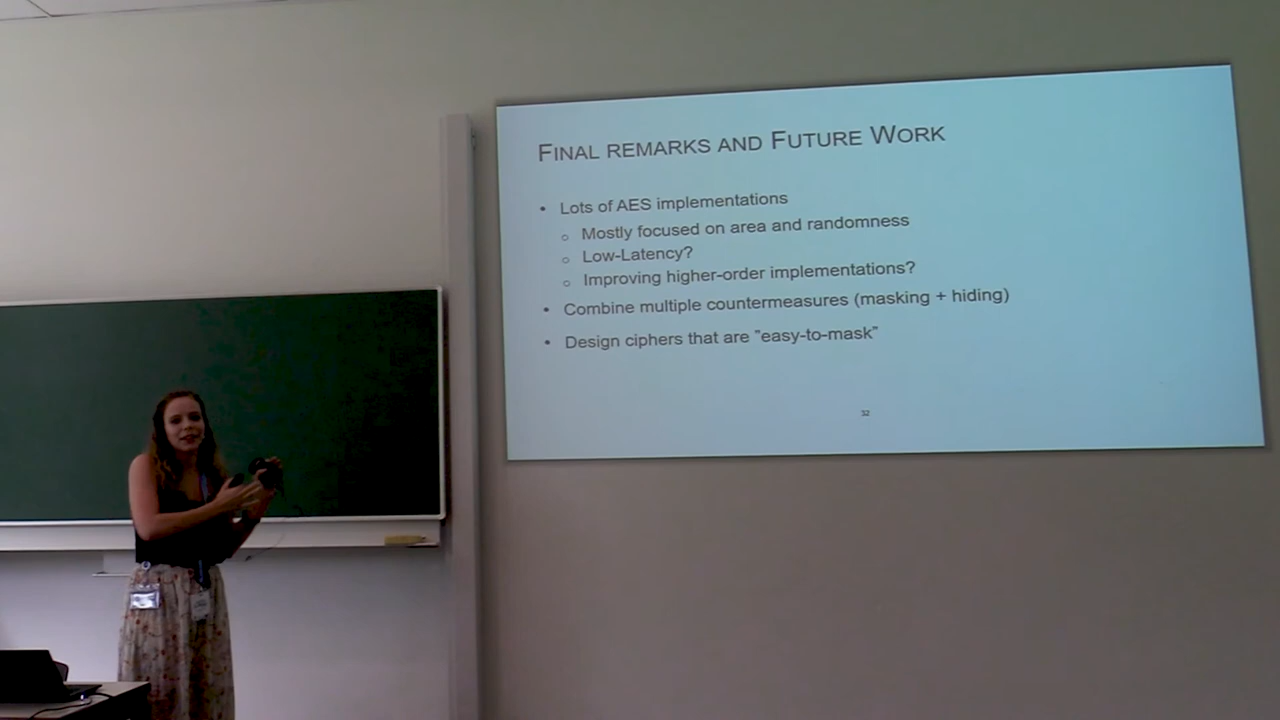 FINAL REMARKS AND FUTURE WORK
• Lots of AES implementations
○ Mostly focused on area and randomness
○ Low-Latency?
○ Improving higher-order implementations?
• Combine multiple countermeasures (masking + hiding)
• Design ciphers that are "easy-to-mask"
32